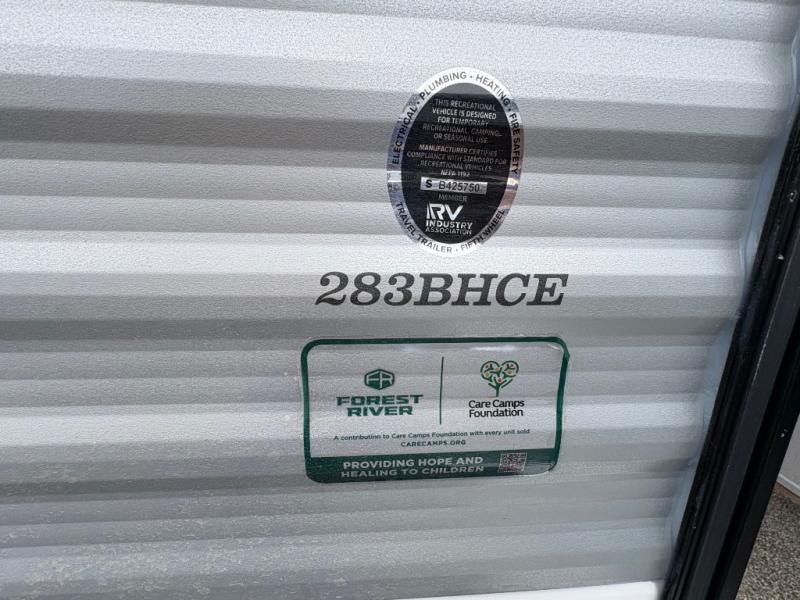 ELECTRICAL • PLUMBING • HEATING • FIRE SAFETY
THIS RECREATIONAL
VEHICLE IS DESIGNED
FOR TEMPORARY
RECREATIONAL, CAMPING,
OR SEASONAL USE.
MANUFACTURER CERTIFIES
COMPLIANCE WITH STANDARD FOR
RECREATIONAL VEHICLES
NFPA 1192
S B425750
MEMBER
RV
INDUSTRY
ASSOCIATION
TRAVEL TRAILER • FIFTH WHEEL
283BHCE
FR
FOREST
RIVER
Care Camps
Foundation
A contribution to Care Camps Foundation with every unit sold
CARECAMPS.ORG
PROVIDING HOPE AND
HEALING TO CHILDREN